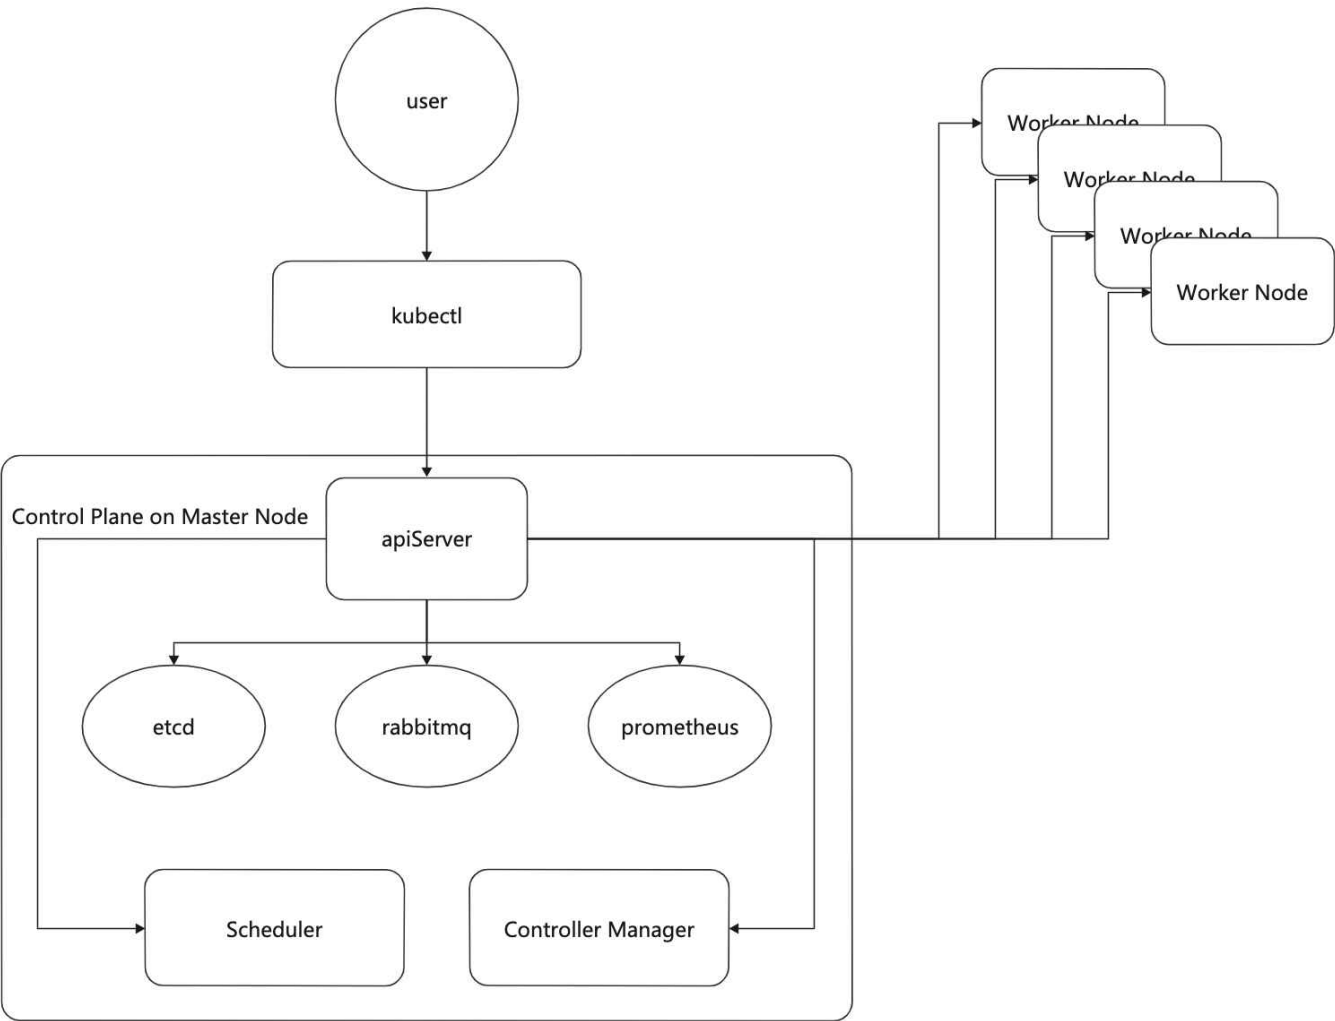 user
Worker Node
Worker Node
Worker Node
Worker Node
kubectl
Control Plane on Master Node
apiServer
etcd
rabbitmq
prometheus
Scheduler
Controller Manager